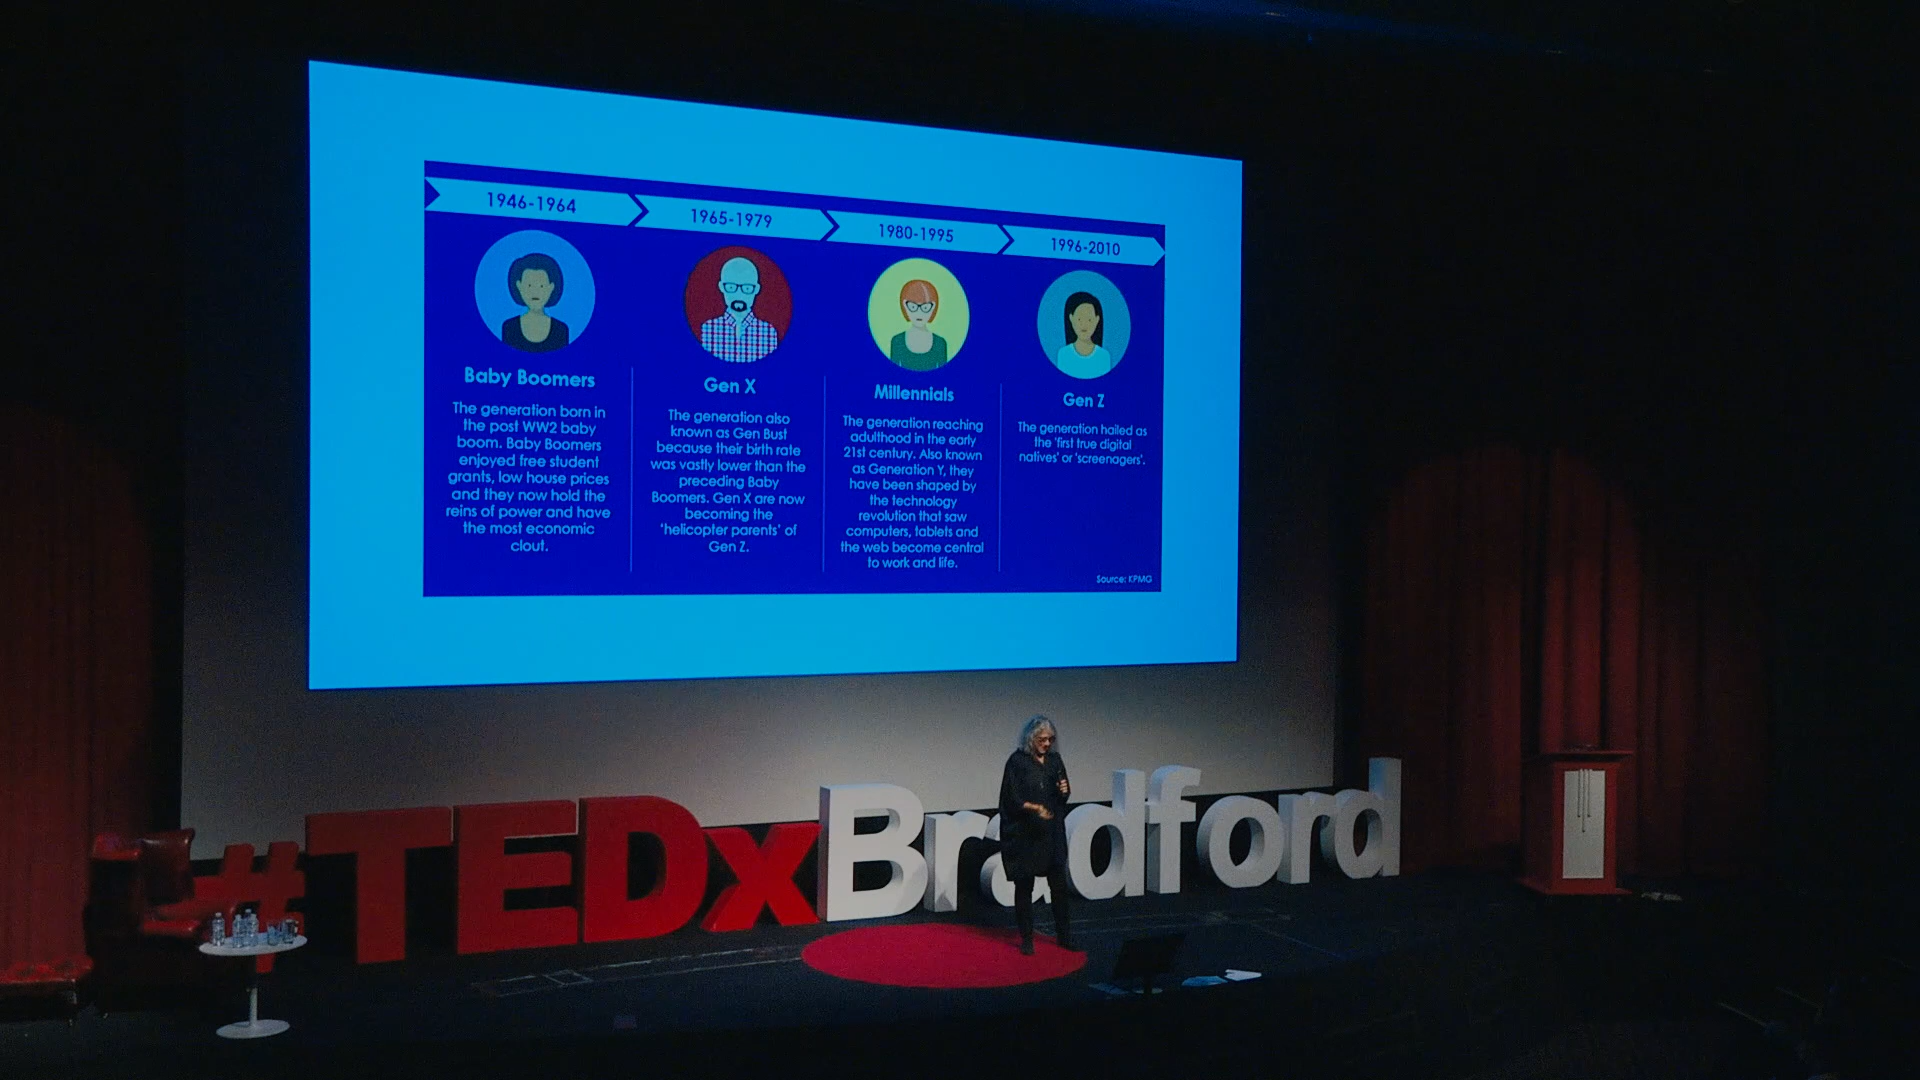 1946-1964
1965-1979
1980-1995
1996-2010
Baby Boomers
The generation born in
the post WW2 baby
boom. Baby Boomers
enjoyed free student
grants, low house prices
and they now hold the
reins of power and have
the most economic
clout.
Gen X
The generation also
known as Gen Bust
because their birth rate
was vastly lower than the
preceding Baby
Boomers. Gen X are now
becoming the
'helicopter parents' of
Gen Z.
Millennials
The generation reaching
adulthood in the early
21st century. Also known
as Generation Y, they
have been shaped by
the technology
revolution that saw
computers, tablets and
the web become central
to work and life.
Gen Z
The generation hailed as
the 'first true digital
natives' or 'screenagers'.
Source: KPMG
#TEDxBradford